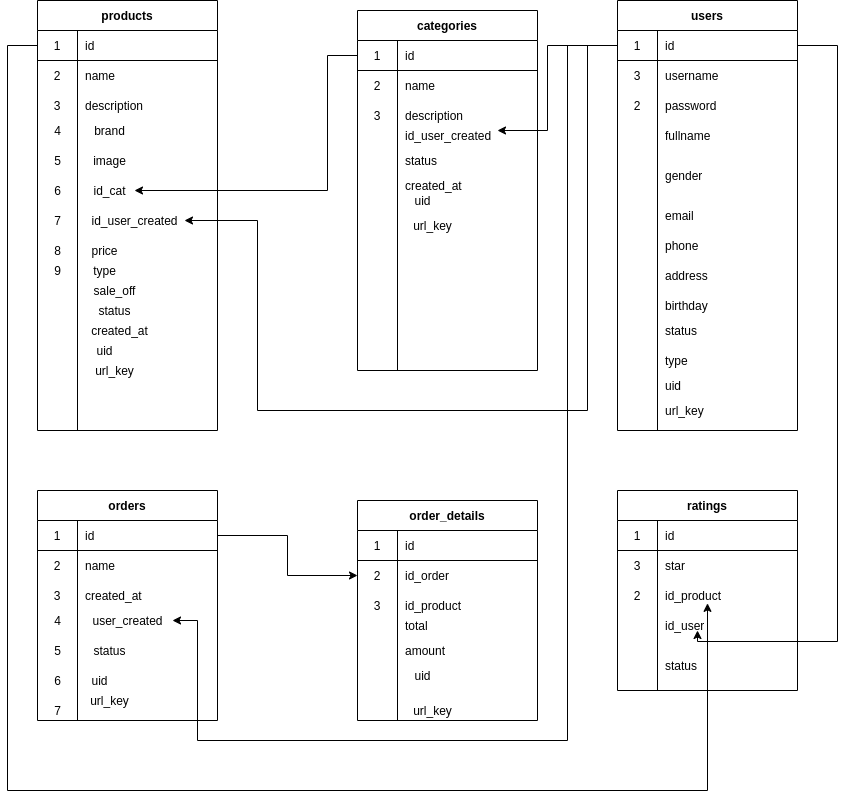 products
1 id
2 name
3 description
4 brand
5 image
6 id_cat
7 id_user_created
8 price
9 type
sale_off
status
created_at
uid
url_key
categories
1 id
2 name
3 description
id_user_created
status
created_at
uid
url_key
users
1 id
3 username
2 password
fullname
gender
email
phone
address
birthday
status
type
uid
url_key
orders
1 id
2 name
3 created_at
4 user_created
5 status
6 uid
url_key
7
order_details
1 id
2 id_order
3 id_product
total
amount
uid
url_key
ratings
1 id
3 star
2 id_product
id_user
status